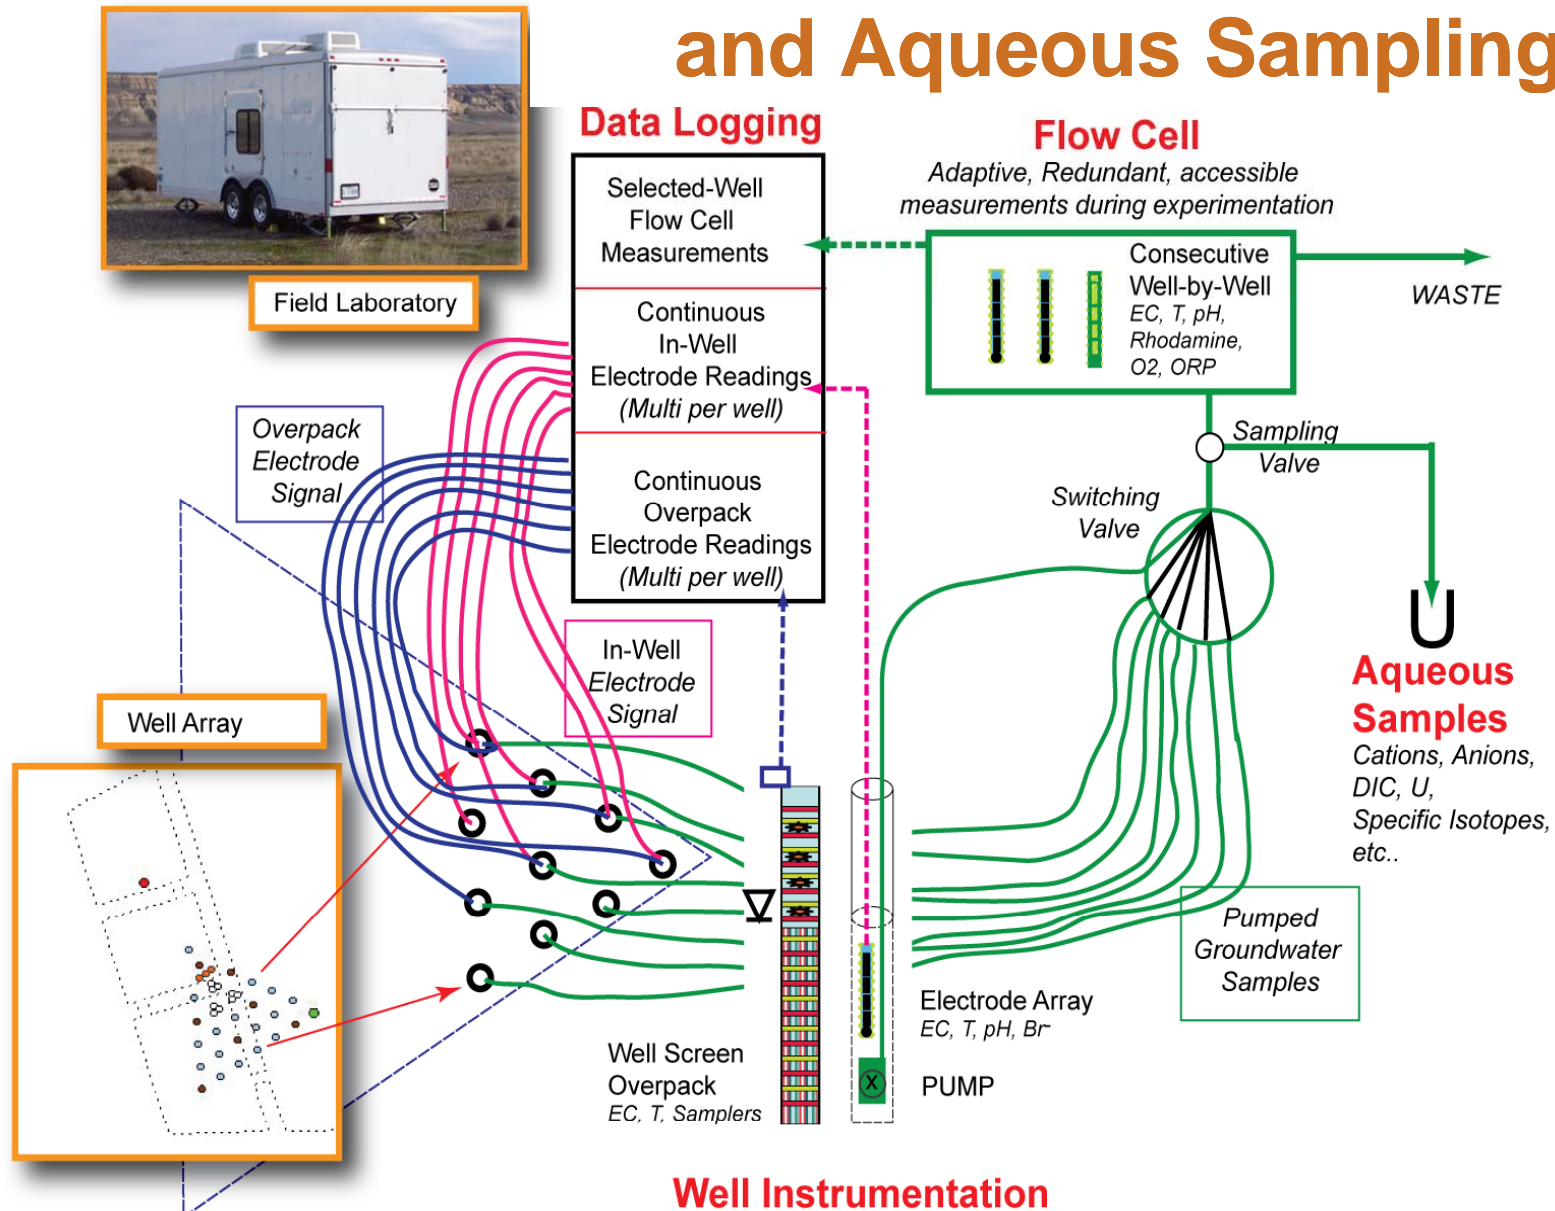 and Aqueous Sampling
Data Logging
Selected-Well
Flow Cell
Measurements
Continuous
In-Well
Electrode Readings
(Multi per well)
Continuous
Overpack
Electrode Readings
(Multi per well)
Flow Cell
Adaptive, Redundant, accessible
measurements during experimentation
Consecutive
Well-by-Well
EC, T, pH,
Rhodamine,
O2, ORP
WASTE
Field Laboratory
Overpack
Electrode
Signal
Sampling
Valve
Switching
Valve
In-Well
Electrode
Signal
U
Aqueous
Samples
Cations, Anions,
DIC, U,
Specific Isotopes,
etc..
Well Array
Pumped
Groundwater
Samples
Electrode Array
EC, T, pH, Br-
Well Screen
Overpack
EC, T, Samplers
X
PUMP
Well Instrumentation